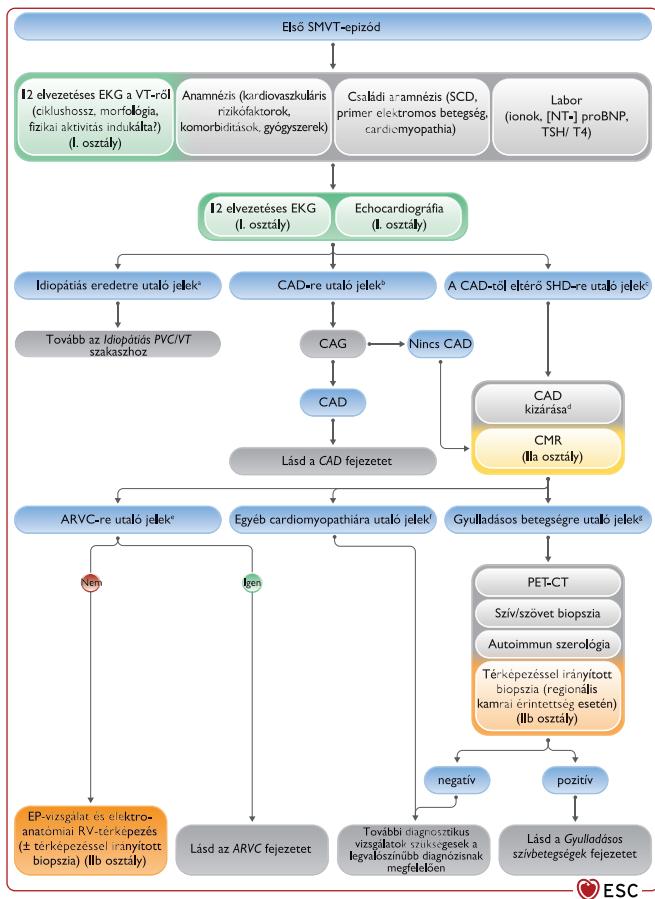 Első SMVT-epizód
12 elvezetéses EKG a VT-ről
(ciklushossz, morfológia,
fizikai aktivitás indukálta?)
(I. osztály)
Anamnézis (kardiovaszkuláris
rizikófaktorok,
komorbiditások, gyógyszerek)
Családi anamnézis (SCD,
primer elektromos betegség,
cardiomyopathia)
Labor
(ionok, [NT-] proBNP,
TSH/ T4)
12 elvezetéses EKG
(I. osztály)
Echocardiográfia
(I. osztály)
Idiopátiás eredetre utaló jelekᵃ
CAD-re utaló jelekᵇ
A CAD-től eltérő SHD-re utaló jelekᶜ
Tovább az Idiopátiás PVC/VT
szakaszhoz
CAG
Nincs CAD
CAD
CAD
kizárásaᵈ
CMR
(IIa osztály)
Lásd a CAD fejezetet
ARVC-re utaló jelekᵉ
Egyéb cardiomyopathiára utaló jelekᶠ
Gyulladásos betegségre utaló jelekᵍ
Nem
Igen
PET-CT
Szív/szövet biopszia
Autoimmun szerológia
Térképezéssel irányított
biopszia (regionális
kamrai érintettség esetén)
(IIb osztály)
negatív
pozitív
EP-vizsgálat és elektro-
anatómiai RV-térképezés
(± térképezéssel irányított
biopszia) (IIb osztály)
Lásd az ARVC fejezetet
További diagnosztikus
vizsgálatok szükségesek a
legvalószínűbb diagnózisnak
megfelelően
Lásd a Gyulladásos
szívbetegségek fejezetet
ESC